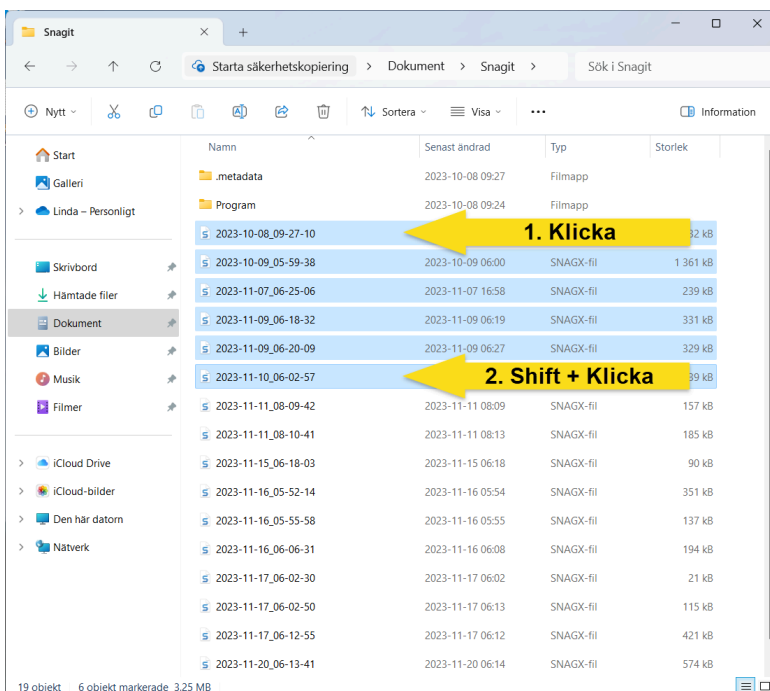 Snagit
Starta säkerhetskopiering > Dokument > Snagit > Sök i Snagit
Nytt Sortera Visa Information
Namn Senast ändrad Typ Storlek
Start
Galleri
Linda – Personligt
Skrivbord
Hämtade filer
Dokument
Bilder
Musik
Filmer
iCloud Drive
iCloud-bilder
Den här datorn
Nätverk
.metadata 2023-10-08 09:27 Filmapp
Program 2023-10-08 09:24 Filmapp
2023-10-08_09-27-10 1. Klicka kB
2023-10-09_05-59-38 2023-10-09 06:00 SNAGX-fil 1 361 kB
2023-11-07_06-25-06 2023-11-07 16:58 SNAGX-fil 239 kB
2023-11-09_06-18-32 2023-11-09 06:19 SNAGX-fil 331 kB
2023-11-09_06-20-09 2023-11-09 06:27 SNAGX-fil 329 kB
2023-11-10_06-02-57 2. Shift + Klicka kB
2023-11-11_08-09-42 2023-11-11 08:09 SNAGX-fil 157 kB
2023-11-11_08-10-41 2023-11-11 08:13 SNAGX-fil 185 kB
2023-11-15_06-18-03 2023-11-15 06:18 SNAGX-fil 90 kB
2023-11-16_05-52-14 2023-11-16 05:54 SNAGX-fil 351 kB
2023-11-16_05-55-58 2023-11-16 05:55 SNAGX-fil 137 kB
2023-11-16_06-06-31 2023-11-16 06:08 SNAGX-fil 194 kB
2023-11-17_06-02-30 2023-11-17 06:02 SNAGX-fil 21 kB
2023-11-17_06-02-50 2023-11-17 06:13 SNAGX-fil 115 kB
2023-11-17_06-12-55 2023-11-17 06:12 SNAGX-fil 421 kB
2023-11-20_06-13-41 2023-11-20 06:14 SNAGX-fil 574 kB
19 objekt 6 objekt markerade 3,25 MB